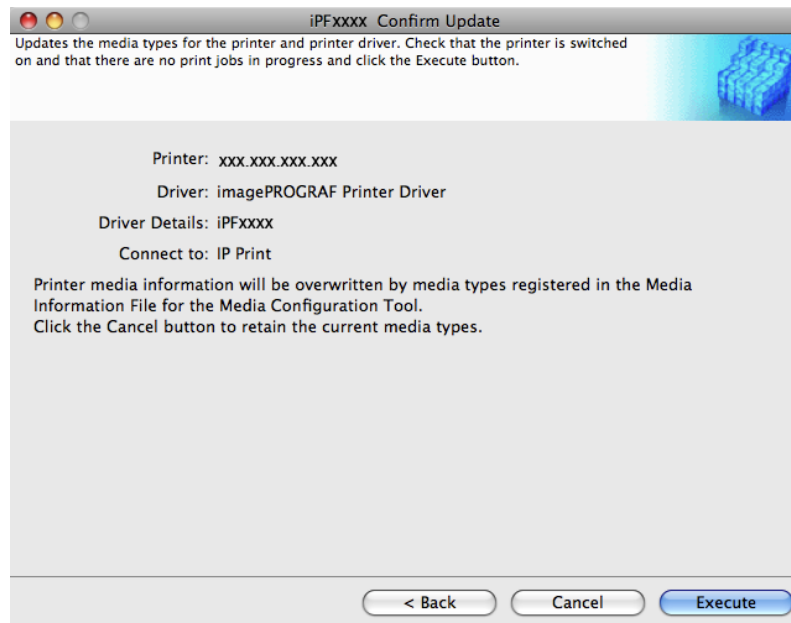 iPFxxxx Confirm Update
Updates the media types for the printer and printer driver. Check that the printer is switched
on and that there are no print jobs in progress and click the Execute button.
Printer: xxx.xxx.xxx.xxx
Driver: imagePROGRAF Printer Driver
Driver Details: iPFxxxx
Connect to: IP Print
Printer media information will be overwritten by media types registered in the Media
Information File for the Media Configuration Tool.
Click the Cancel button to retain the current media types.
< Back Cancel Execute